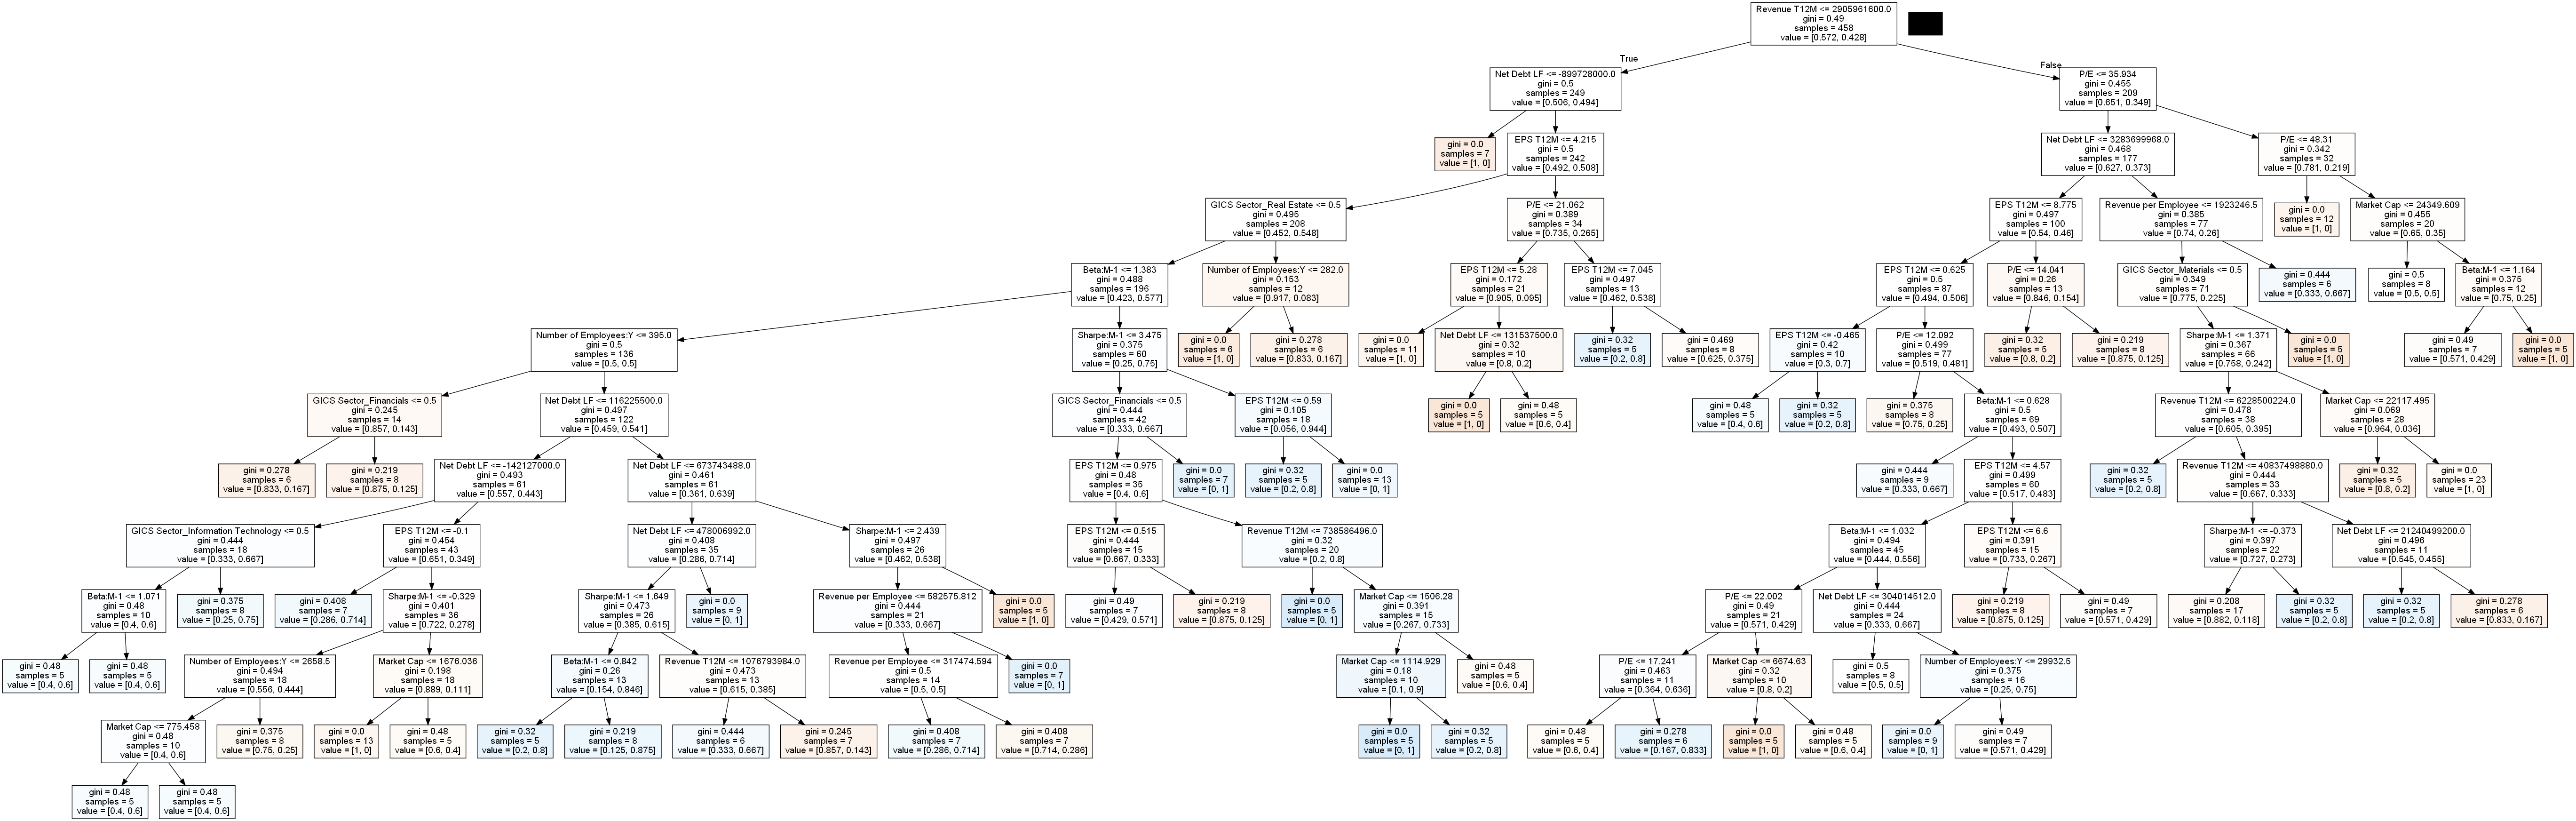 Revenue T12M <= 2905961600.0
gini = 0.49
samples = 458
value = [0.572, 0.428]
True
False
Net Debt LF <= -899728000.0
gini = 0.5
samples = 249
value = [0.506, 0.494]
P/E <= 35.934
gini = 0.455
samples = 209
value = [0.651, 0.349]
gini = 0.0
samples = 7
value = [1, 0]
EPS T12M <= 4.215
gini = 0.5
samples = 242
value = [0.492, 0.508]
Net Debt LF <= 3283699968.0
gini = 0.468
samples = 177
value = [0.627, 0.373]
P/E <= 48.31
gini = 0.342
samples = 32
value = [0.781, 0.219]
GICS Sector_Real Estate <= 0.5
gini = 0.495
samples = 208
value = [0.452, 0.548]
P/E <= 21.062
gini = 0.389
samples = 34
value = [0.735, 0.265]
EPS T12M <= 8.775
gini = 0.497
samples = 100
value = [0.54, 0.46]
Revenue per Employee <= 1923246.5
gini = 0.385
samples = 77
value = [0.74, 0.26]
gini = 0.0
samples = 12
value = [1, 0]
Market Cap <= 24349.609
gini = 0.455
samples = 20
value = [0.65, 0.35]
Beta:M-1 <= 1.383
gini = 0.488
samples = 196
value = [0.423, 0.577]
Number of Employees:Y <= 282.0
gini = 0.153
samples = 12
value = [0.917, 0.083]
EPS T12M <= 5.28
gini = 0.172
samples = 21
value = [0.905, 0.095]
EPS T12M <= 7.045
gini = 0.497
samples = 13
value = [0.462, 0.538]
EPS T12M <= 0.625
gini = 0.5
samples = 87
value = [0.494, 0.506]
P/E <= 14.041
gini = 0.26
samples = 13
value = [0.846, 0.154]
GICS Sector_Materials <= 0.5
gini = 0.349
samples = 71
value = [0.775, 0.225]
gini = 0.444
samples = 6
value = [0.333, 0.667]
gini = 0.5
samples = 8
value = [0.5, 0.5]
Beta:M-1 <= 1.164
gini = 0.375
samples = 12
value = [0.75, 0.25]
Number of Employees:Y <= 395.0
gini = 0.5
samples = 136
value = [0.5, 0.5]
Sharpe:M-1 <= 3.475
gini = 0.375
samples = 60
value = [0.25, 0.75]
gini = 0.0
samples = 6
value = [1, 0]
gini = 0.278
samples = 6
value = [0.833, 0.167]
gini = 0.0
samples = 11
value = [1, 0]
Net Debt LF <= 131537500.0
gini = 0.32
samples = 10
value = [0.8, 0.2]
gini = 0.32
samples = 5
value = [0.2, 0.8]
gini = 0.469
samples = 8
value = [0.625, 0.375]
EPS T12M <= -0.465
gini = 0.42
samples = 10
value = [0.3, 0.7]
P/E <= 12.092
gini = 0.499
samples = 77
value = [0.519, 0.481]
gini = 0.32
samples = 5
value = [0.8, 0.2]
gini = 0.219
samples = 8
value = [0.875, 0.125]
Sharpe:M-1 <= 1.371
gini = 0.367
samples = 66
value = [0.758, 0.242]
gini = 0.0
samples = 5
value = [1, 0]
gini = 0.49
samples = 7
value = [0.571, 0.429]
gini = 0.0
samples = 5
value = [1, 0]
GICS Sector_Financials <= 0.5
gini = 0.245
samples = 14
value = [0.857, 0.143]
Net Debt LF <= 116225500.0
gini = 0.497
samples = 122
value = [0.459, 0.541]
GICS Sector_Financials <= 0.5
gini = 0.444
samples = 42
value = [0.333, 0.667]
EPS T12M <= 0.59
gini = 0.105
samples = 18
value = [0.056, 0.944]
gini = 0.0
samples = 5
value = [1, 0]
gini = 0.48
samples = 5
value = [0.6, 0.4]
gini = 0.48
samples = 5
value = [0.4, 0.6]
gini = 0.32
samples = 5
value = [0.2, 0.8]
gini = 0.375
samples = 8
value = [0.75, 0.25]
Beta:M-1 <= 0.628
gini = 0.5
samples = 69
value = [0.493, 0.507]
Revenue T12M <= 6228500224.0
gini = 0.478
samples = 38
value = [0.605, 0.395]
Market Cap <= 22117.495
gini = 0.069
samples = 28
value = [0.964, 0.036]
gini = 0.278
samples = 6
value = [0.833, 0.167]
gini = 0.219
samples = 8
value = [0.875, 0.125]
Net Debt LF <= -142127000.0
gini = 0.493
samples = 61
value = [0.557, 0.443]
Net Debt LF <= 673743488.0
gini = 0.461
samples = 61
value = [0.361, 0.639]
EPS T12M <= 0.975
gini = 0.48
samples = 35
value = [0.4, 0.6]
gini = 0.0
samples = 7
value = [0, 1]
gini = 0.32
samples = 5
value = [0.2, 0.8]
gini = 0.0
samples = 13
value = [0, 1]
gini = 0.444
samples = 9
value = [0.333, 0.667]
EPS T12M <= 4.57
gini = 0.499
samples = 60
value = [0.517, 0.483]
gini = 0.32
samples = 5
value = [0.2, 0.8]
Revenue T12M <= 40837498880.0
gini = 0.444
samples = 33
value = [0.667, 0.333]
gini = 0.32
samples = 5
value = [0.8, 0.2]
gini = 0.0
samples = 23
value = [1, 0]
GICS Sector_Information Technology <= 0.5
gini = 0.444
samples = 18
value = [0.333, 0.667]
EPS T12M <= -0.1
gini = 0.454
samples = 43
value = [0.651, 0.349]
Net Debt LF <= 478006992.0
gini = 0.408
samples = 35
value = [0.286, 0.714]
Sharpe:M-1 <= 2.439
gini = 0.497
samples = 26
value = [0.462, 0.538]
EPS T12M <= 0.515
gini = 0.444
samples = 15
value = [0.667, 0.333]
Revenue T12M <= 738586496.0
gini = 0.32
samples = 20
value = [0.2, 0.8]
Beta:M-1 <= 1.032
gini = 0.494
samples = 45
value = [0.444, 0.556]
EPS T12M <= 6.6
gini = 0.391
samples = 15
value = [0.733, 0.267]
Sharpe:M-1 <= -0.373
gini = 0.397
samples = 22
value = [0.727, 0.273]
Net Debt LF <= 21240499200.0
gini = 0.496
samples = 11
value = [0.545, 0.455]
Beta:M-1 <= 1.071
gini = 0.48
samples = 10
value = [0.4, 0.6]
gini = 0.375
samples = 8
value = [0.25, 0.75]
gini = 0.408
samples = 7
value = [0.286, 0.714]
Sharpe:M-1 <= -0.329
gini = 0.401
samples = 36
value = [0.722, 0.278]
Sharpe:M-1 <= 1.649
gini = 0.473
samples = 26
value = [0.385, 0.615]
gini = 0.0
samples = 9
value = [0, 1]
Revenue per Employee <= 582575.812
gini = 0.444
samples = 21
value = [0.333, 0.667]
gini = 0.0
samples = 5
value = [1, 0]
gini = 0.49
samples = 7
value = [0.429, 0.571]
gini = 0.219
samples = 8
value = [0.875, 0.125]
gini = 0.0
samples = 5
value = [0, 1]
Market Cap <= 1506.28
gini = 0.391
samples = 15
value = [0.267, 0.733]
P/E <= 22.002
gini = 0.49
samples = 21
value = [0.571, 0.429]
Net Debt LF <= 304014512.0
gini = 0.444
samples = 24
value = [0.333, 0.667]
gini = 0.219
samples = 8
value = [0.875, 0.125]
gini = 0.49
samples = 7
value = [0.571, 0.429]
gini = 0.208
samples = 17
value = [0.882, 0.118]
gini = 0.32
samples = 5
value = [0.2, 0.8]
gini = 0.32
samples = 5
value = [0.2, 0.8]
gini = 0.278
samples = 6
value = [0.833, 0.167]
gini = 0.48
samples = 5
value = [0.4, 0.6]
gini = 0.48
samples = 5
value = [0.4, 0.6]
Number of Employees:Y <= 2658.5
gini = 0.494
samples = 18
value = [0.556, 0.444]
Market Cap <= 1676.036
gini = 0.198
samples = 18
value = [0.889, 0.111]
Beta:M-1 <= 0.842
gini = 0.26
samples = 13
value = [0.154, 0.846]
Revenue T12M <= 1076793984.0
gini = 0.473
samples = 13
value = [0.615, 0.385]
Revenue per Employee <= 317474.594
gini = 0.5
samples = 14
value = [0.5, 0.5]
gini = 0.0
samples = 7
value = [0, 1]
Market Cap <= 1114.929
gini = 0.18
samples = 10
value = [0.1, 0.9]
gini = 0.48
samples = 5
value = [0.6, 0.4]
P/E <= 17.241
gini = 0.463
samples = 11
value = [0.364, 0.636]
Market Cap <= 6674.63
gini = 0.32
samples = 10
value = [0.8, 0.2]
gini = 0.5
samples = 8
value = [0.5, 0.5]
Number of Employees:Y <= 29932.5
gini = 0.375
samples = 16
value = [0.25, 0.75]
Market Cap <= 775.458
gini = 0.48
samples = 10
value = [0.4, 0.6]
gini = 0.375
samples = 8
value = [0.75, 0.25]
gini = 0.0
samples = 13
value = [1, 0]
gini = 0.48
samples = 5
value = [0.6, 0.4]
gini = 0.32
samples = 5
value = [0.2, 0.8]
gini = 0.219
samples = 8
value = [0.125, 0.875]
gini = 0.444
samples = 6
value = [0.333, 0.667]
gini = 0.245
samples = 7
value = [0.857, 0.143]
gini = 0.408
samples = 7
value = [0.286, 0.714]
gini = 0.408
samples = 7
value = [0.714, 0.286]
gini = 0.0
samples = 5
value = [0, 1]
gini = 0.32
samples = 5
value = [0.2, 0.8]
gini = 0.48
samples = 5
value = [0.6, 0.4]
gini = 0.278
samples = 6
value = [0.167, 0.833]
gini = 0.0
samples = 5
value = [1, 0]
gini = 0.48
samples = 5
value = [0.6, 0.4]
gini = 0.0
samples = 9
value = [0, 1]
gini = 0.49
samples = 7
value = [0.571, 0.429]
gini = 0.48
samples = 5
value = [0.4, 0.6]
gini = 0.48
samples = 5
value = [0.4, 0.6]